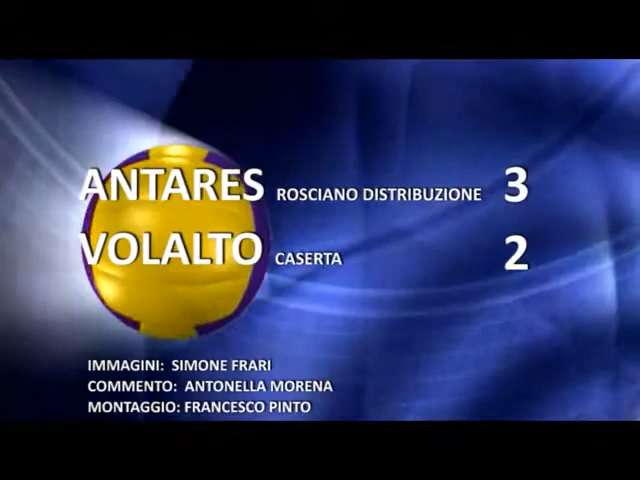 ANTARES ROSCIANO DISTRIBUZIONE 3
VOLALTO CASERTA 2
IMMAGINI: SIMONE FRARI
COMMENTO: ANTONELLA MORENA
MONTAGGIO: FRANCESCO PINTO